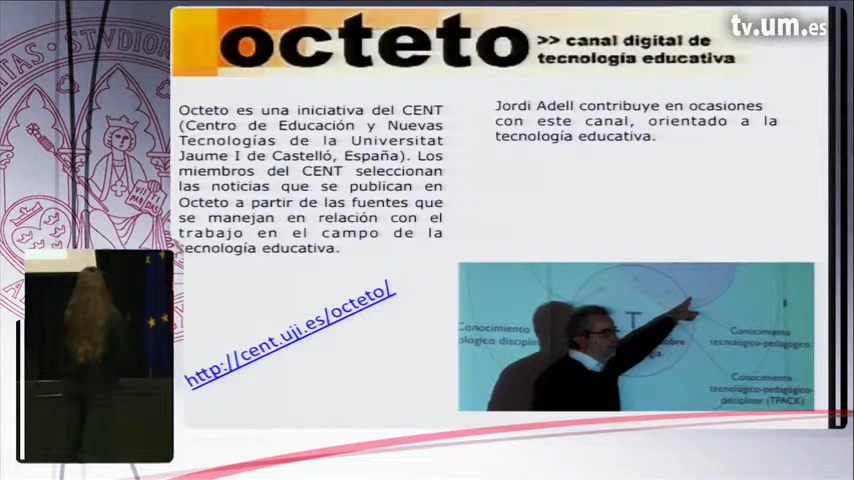 tv.um.es
octeto
>> canal digital de
tecnología educativa
Octeto es una iniciativa del CENT
(Centro de Educación y Nuevas
Tecnologías de la Universitat
Jaume I de Castelló, España). Los
miembros del CENT seleccionan
las noticias que se publican en
Octeto a partir de las fuentes que
se manejan en relación con el
trabajo en el campo de la
tecnología educativa.
Jordi Adell contribuye en ocasiones
con este canal, orientado a la
tecnología educativa.
http://cent.uji.es/octeto/
Conocimiento
ologico disciplin
T
sobre
Conocimiento
tecnológico-pedagógico
Conocimiento
tecnológico-pedagógico-
disciplinar (TPACK)